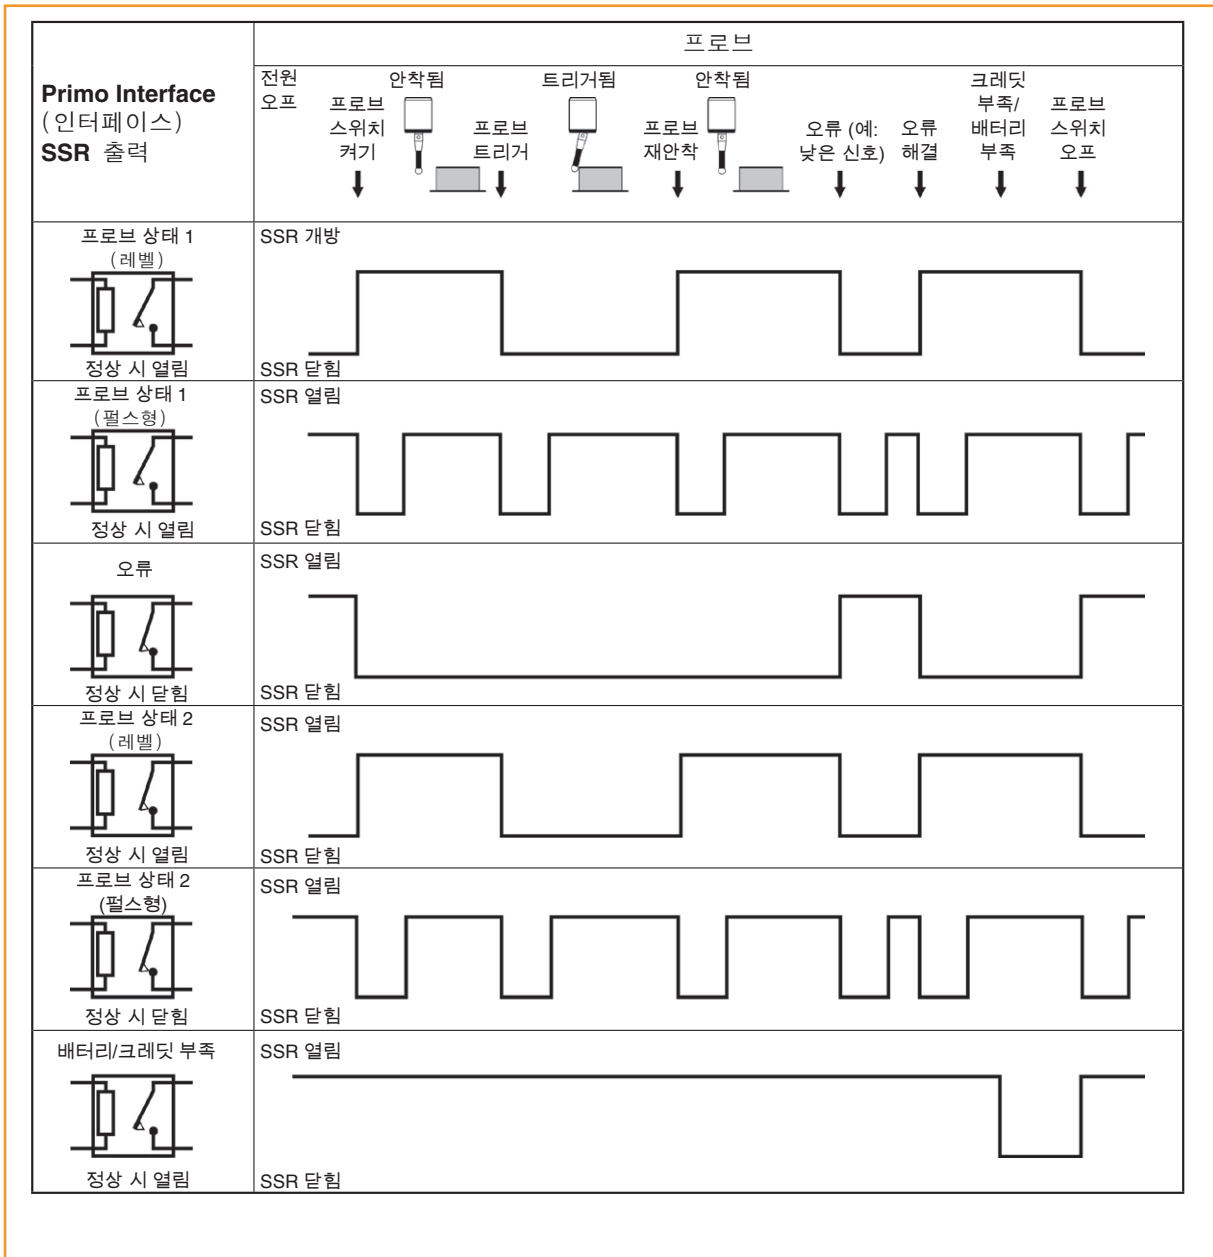 프로브
Primo Interface
(인터페이스)
SSR 출력
전원
오프
프로브
스위치
켜기
안착됨
프로브
트리거
트리거됨
프로브
재안착
안착됨
오류 (예:
낮은 신호)
오류
해결
크레딧
부족/
배터리
부족
프로브
스위치
오프
프로브 상태 1
(레벨)
정상 시 열림
SSR 개방
SSR 닫힘
프로브 상태 1
(펄스형)
정상 시 열림
SSR 열림
SSR 닫힘
오류
정상 시 닫힘
SSR 열림
SSR 닫힘
프로브 상태 2
(레벨)
정상 시 열림
SSR 열림
SSR 닫힘
프로브 상태 2
(펄스형)
정상 시 닫힘
SSR 열림
SSR 닫힘
배터리/크레딧 부족
정상 시 열림
SSR 열림
SSR 닫힘